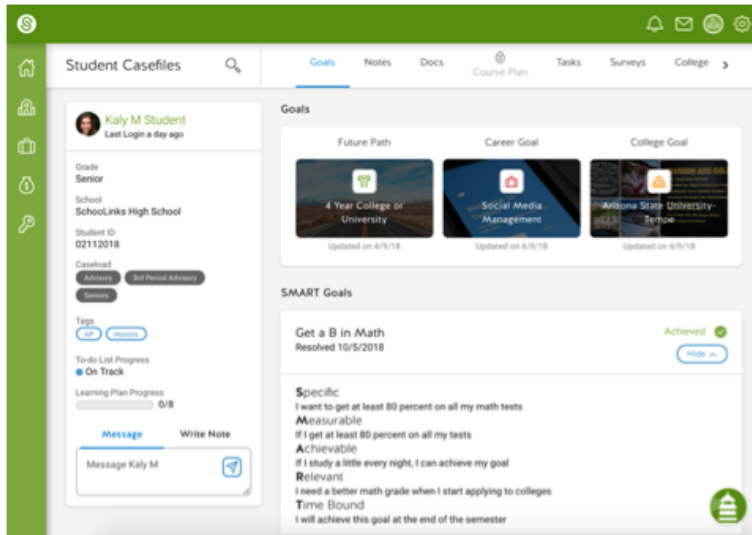 Student Casefiles
Goals
Notes
Docs
Course Plan
Tasks
Surveys
College
Kaly M Student
Last Login a day ago
Grade
Senior
School
SchooLinks High School
Student ID
02112018
Caseload
Advisory
3rd Period Advisory
Seniors
Tags
AP
Honors
To-do List Progress
On Track
Learning Plan Progress
0/8
Message
Write Note
Message Kaly M
Goals
Future Path
Career Goal
College Goal
4 Year College or
University
Social Media
Management
Arizona State University-
Tempe
Updated on 4/9/18
Updated on 4/9/18
Updated on 4/9/18
SMART Goals
Get a B in Math
Resolved 10/5/2018
Achieved
Hide
Specific
I want to get at least 80 percent on all my math tests
Measurable
If I get at least 80 percent on all my tests
Achievable
If I study a little every night, I can achieve my goal
Relevant
I need a better math grade when I start applying to colleges
Time Bound
I will achieve this goal at the end of the semester